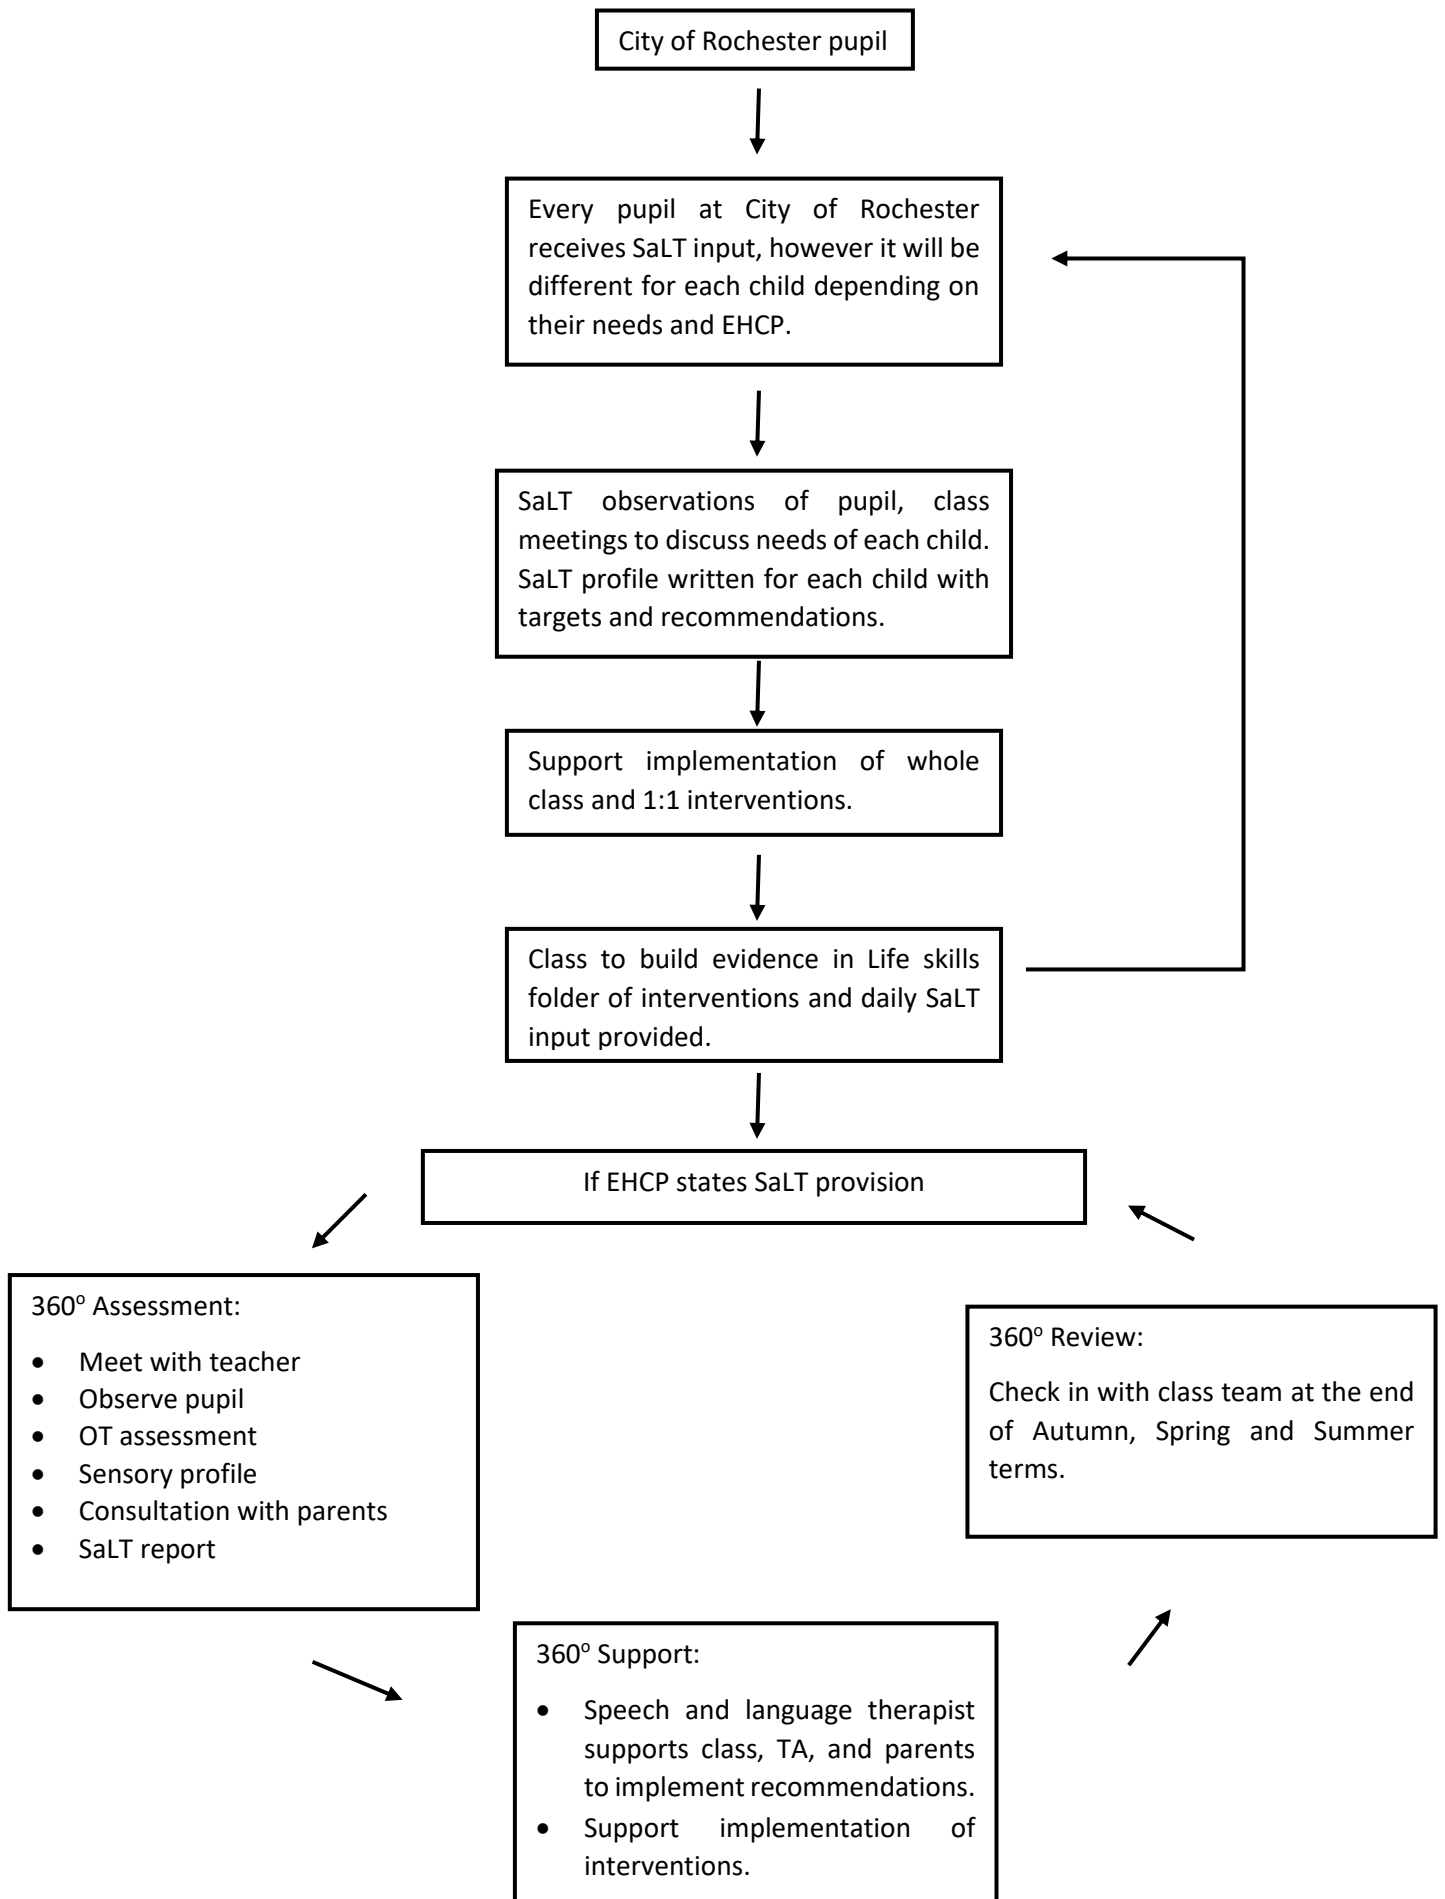 City of Rochester pupil
Every pupil at City of Rochester
receives SaLT input, however it will be
different for each child depending on
their needs and EHCP.
SaLT observations of pupil, class
meetings to discuss needs of each child.
SaLT profile written for each child with
targets and recommendations.
Support implementation of whole
class and 1:1 interventions.
Class to build evidence in Life skills
folder of interventions and daily SaLT
input provided.
If EHCP states SaLT provision
360° Assessment:
• Meet with teacher
• Observe pupil
• OT assessment
• Sensory profile
• Consultation with parents
• SaLT report
360° Review:
Check in with class team at the end
of Autumn, Spring and Summer
terms.
360° Support:
• Speech and language therapist
supports class, TA, and parents
to implement recommendations.
• Support implementation of
interventions.